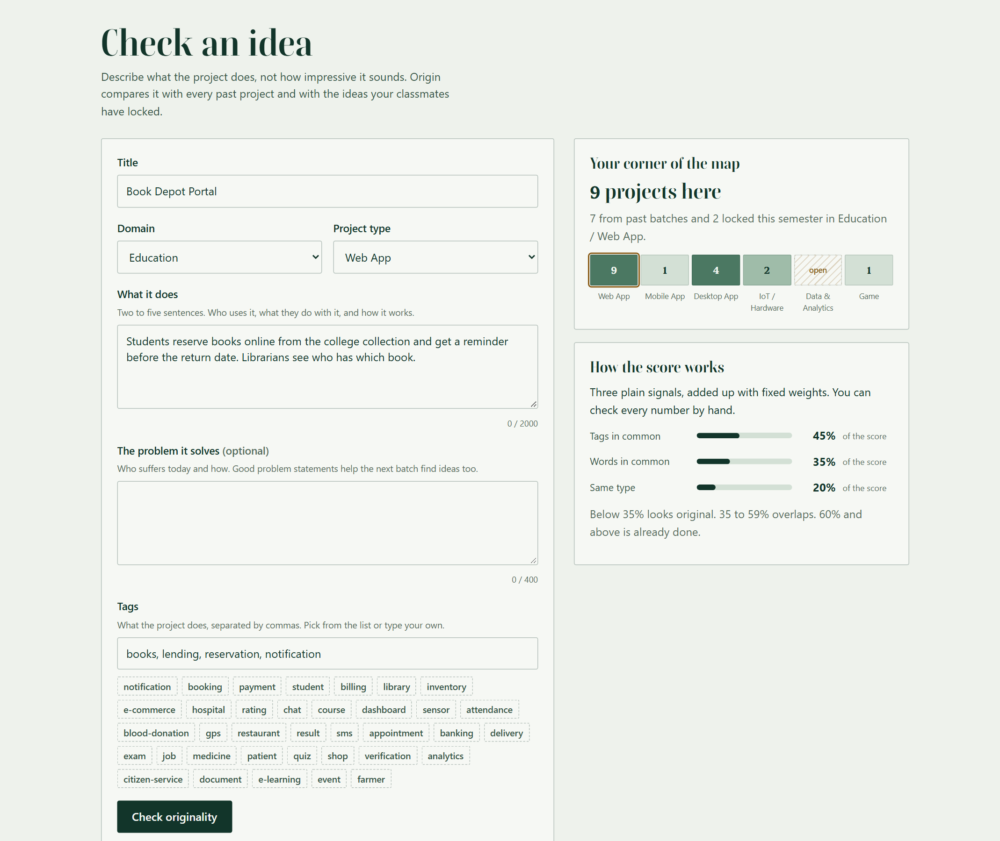 Check an idea
Describe what the project does, not how impressive it sounds. Origin
compares it with every past project and with the ideas your classmates
have locked.
Title
Book Depot Portal
Domain
Project type
Education
Web App
What it does
Two to five sentences. Who uses it, what they do with it, and how it works.
Students reserve books online from the college collection and get a reminder
before the return date. Librarians see who has which book.
0 / 2000
The problem it solves (optional)
Who suffers today and how. Good problem statements help the next batch find ideas too.
0 / 400
Tags
What the project does, separated by commas. Pick from the list or type your own.
books, lending, reservation, notification
notification booking payment student billing library inventory
e-commerce hospital rating chat course dashboard sensor attendance
blood-donation gps restaurant result sms appointment banking delivery
exam job medicine patient quiz shop verification analytics
citizen-service document e-learning event farmer
Check originality
Your corner of the map
9 projects here
7 from past batches and 2 locked this semester in Education
/ Web App.
9 1 4 2 open 1
Web App Mobile App Desktop App IoT / Data & Game
Hardware Analytics
How the score works
Three plain signals, added up with fixed weights. You can
check every number by hand.
Tags in common 45% of the score
Words in common 35% of the score
Same type 20% of the score
Below 35% looks original. 35 to 59% overlaps. 60% and
above is already done.